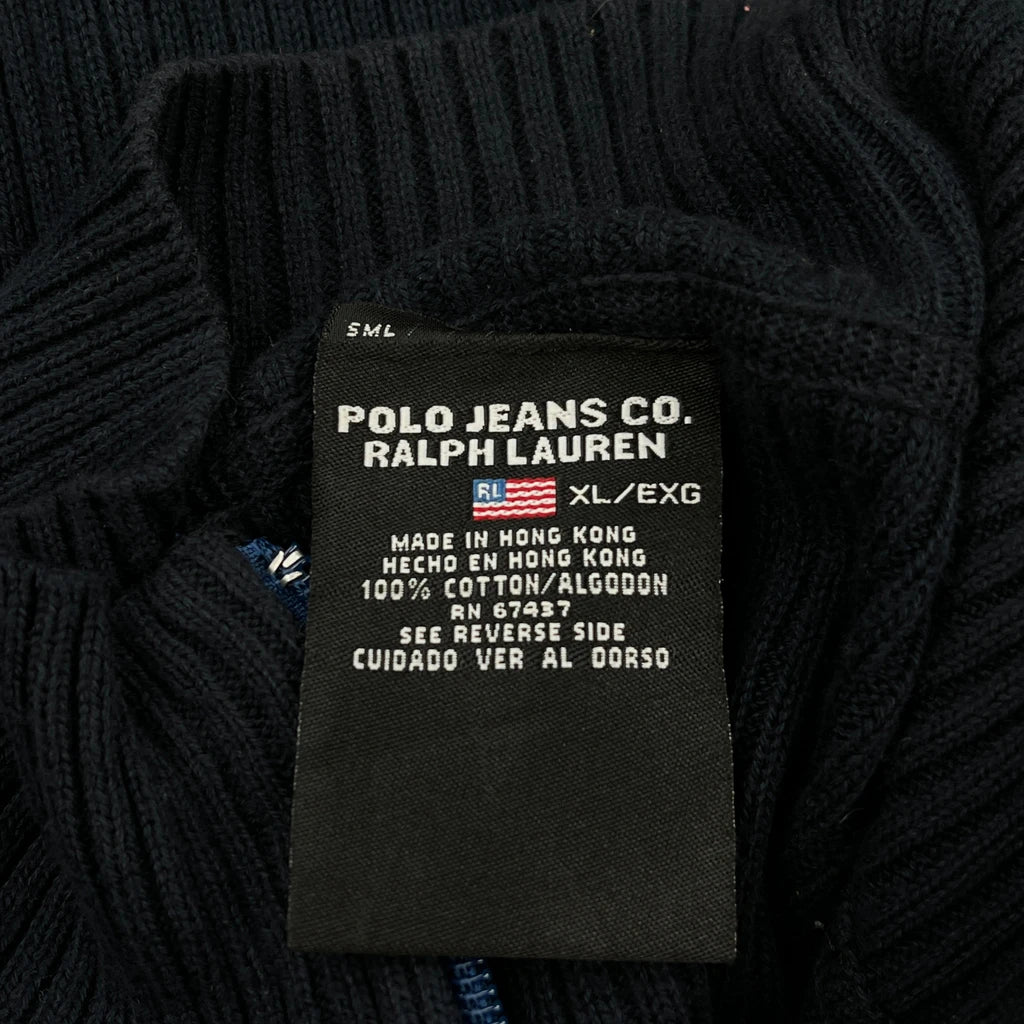 SML
POLO JEANS CO.
RALPH LAUREN
RL XL/EXG
MADE IN HONG KONG
HECHO EN HONG KONG
100% COTTON/ALGODON
RN 67437
SEE REVERSE SIDE
CUIDADO VER AL DORSO